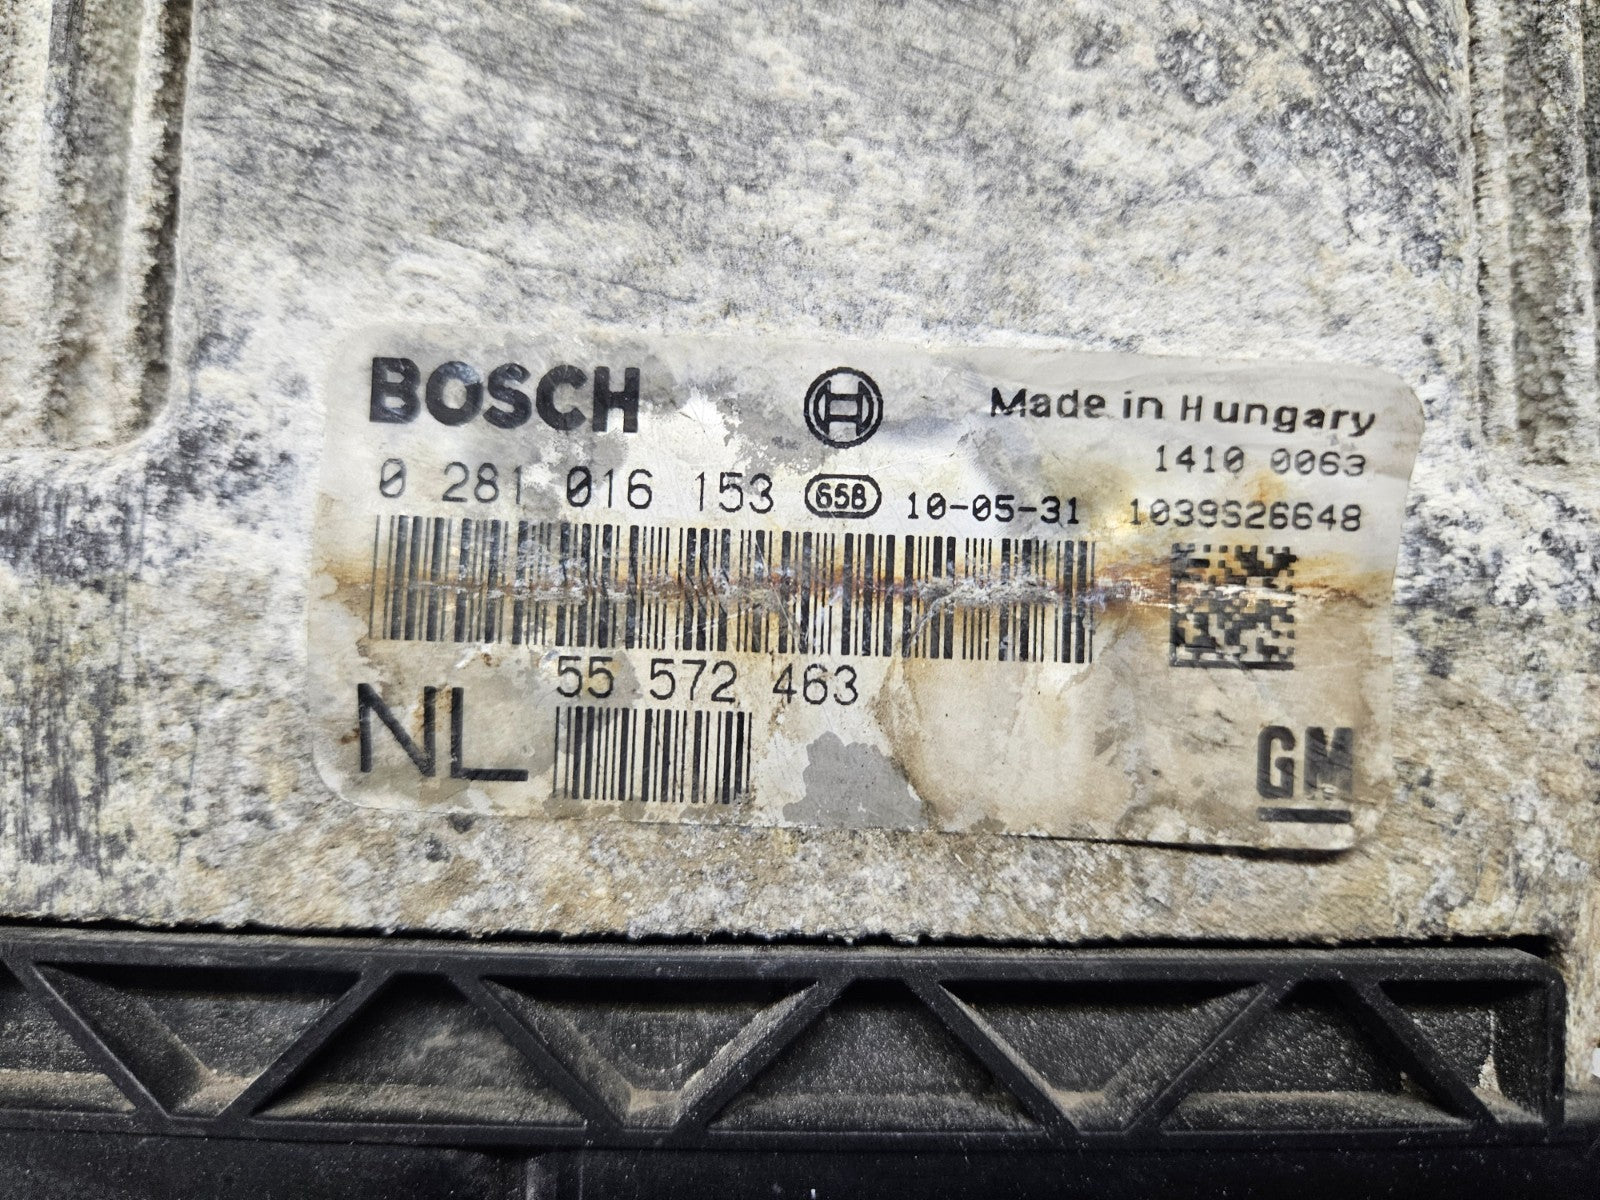 BOSCH
Made in Hungary
1410 0063
0 281 016 153 658 10-05-31 1039S26648
55 572 463
NL
GM